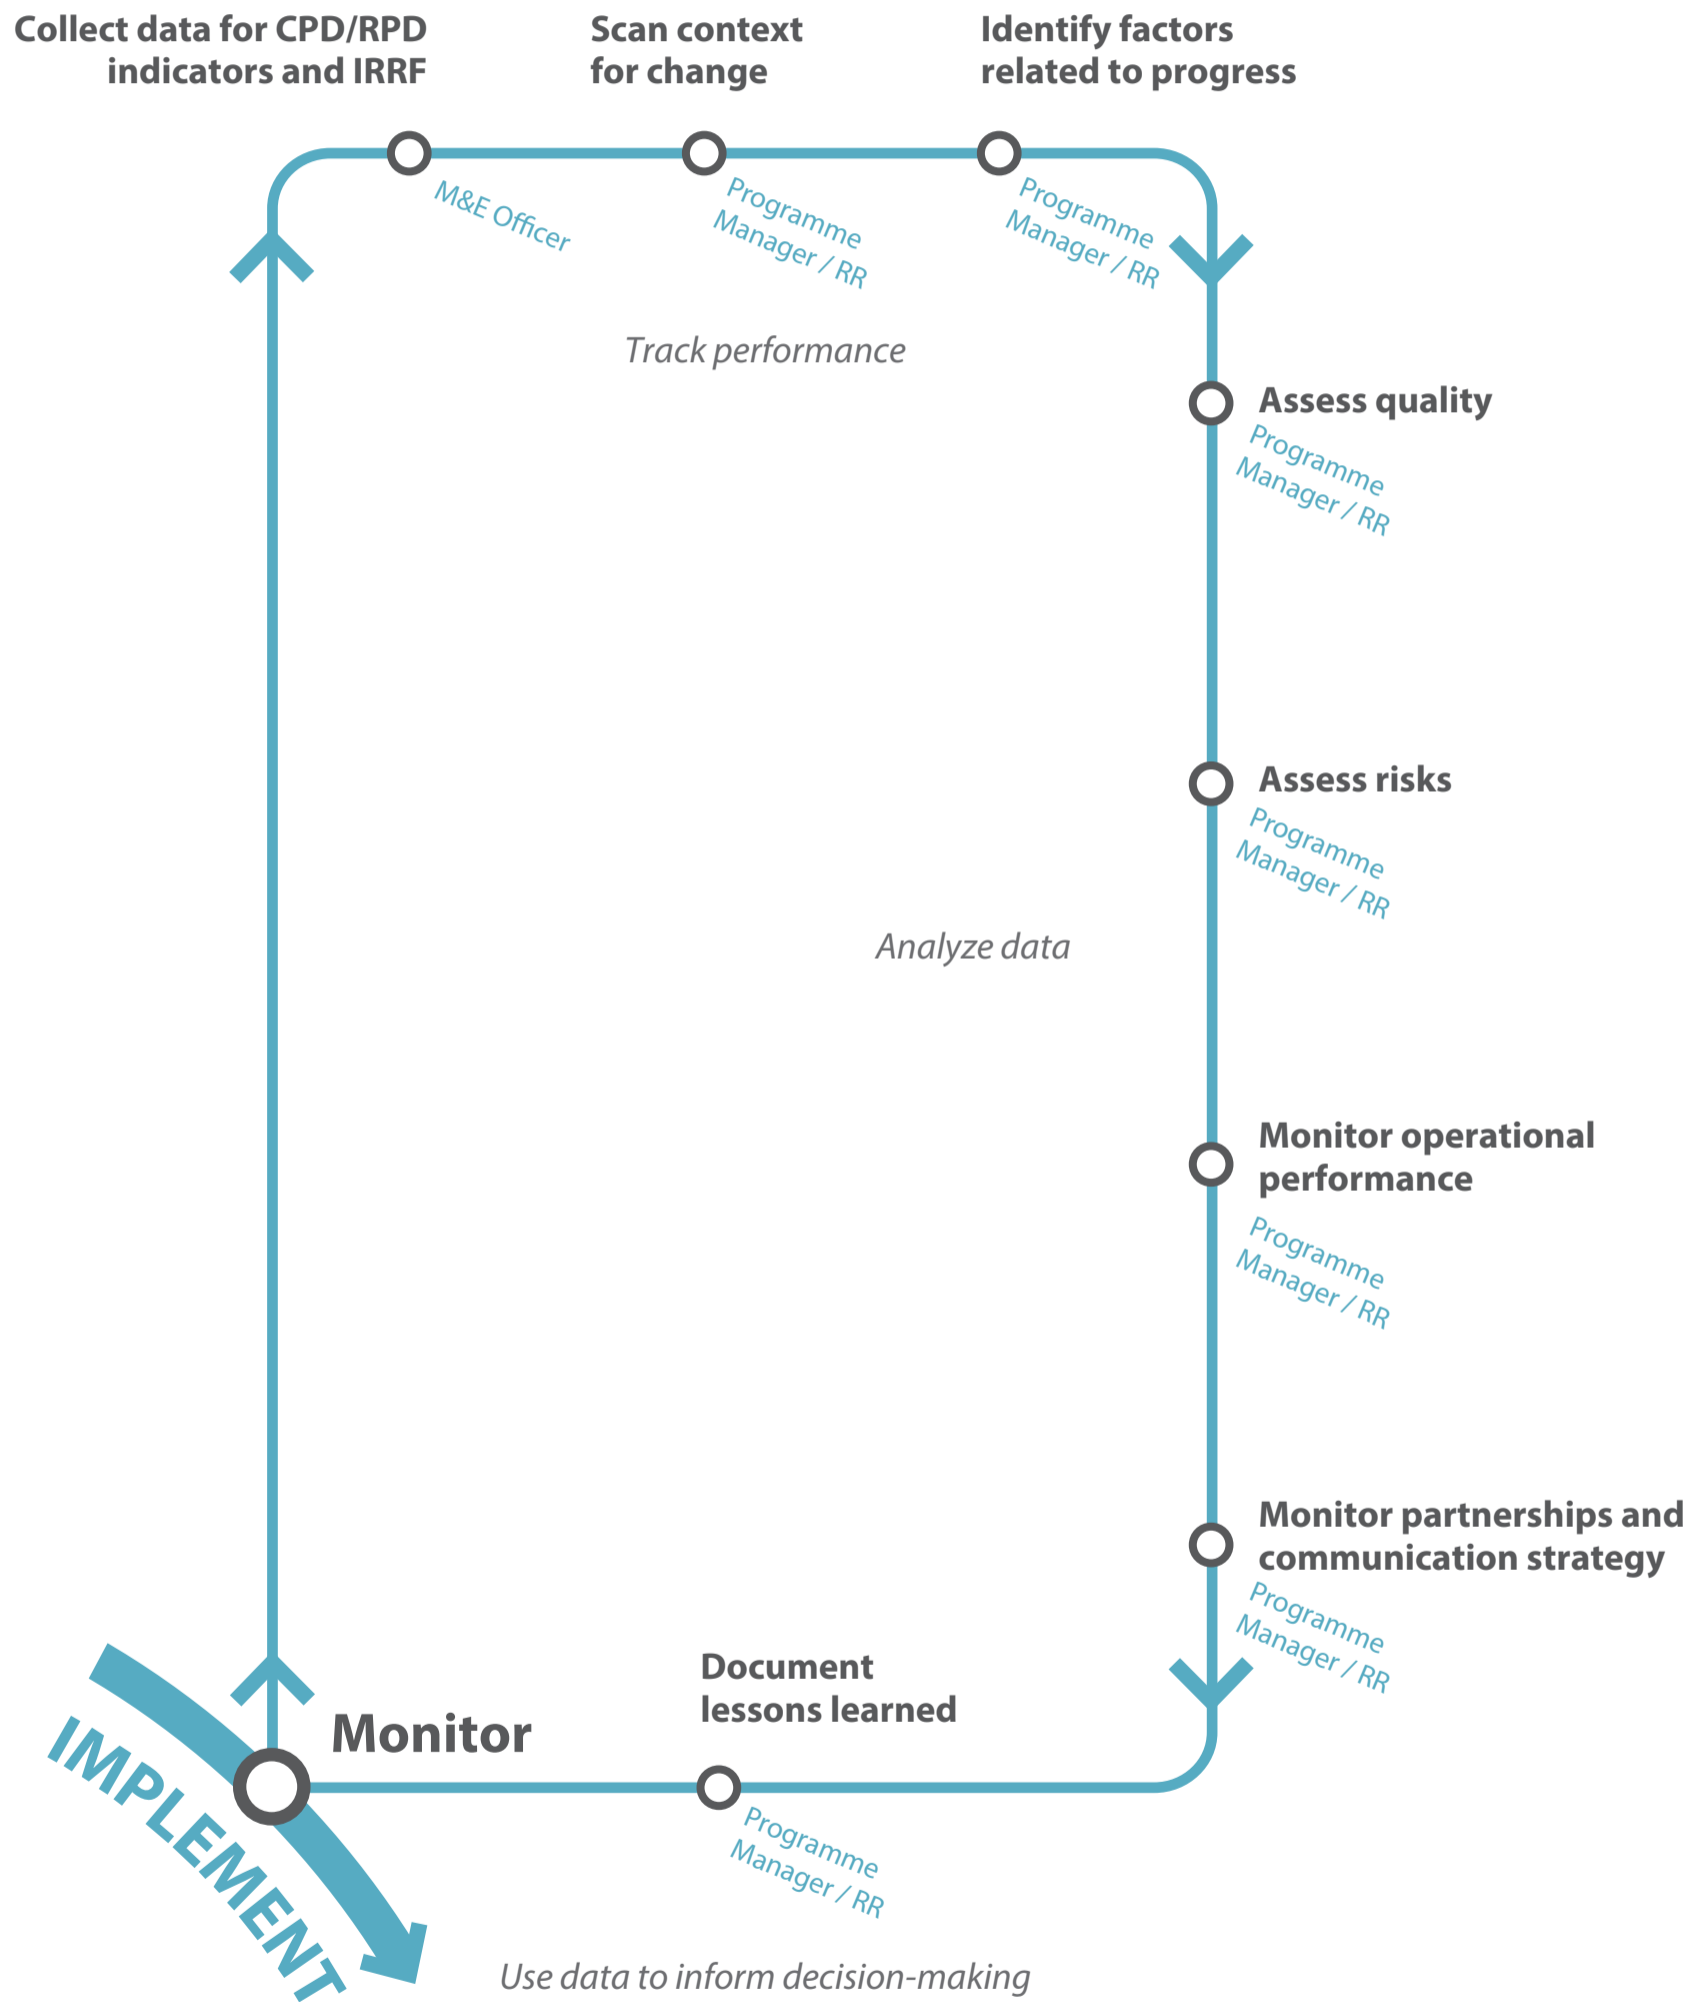 Collect data for CPD/RPD
indicators and IRRF
M&E Officer
Scan context
for change
Programme
Manager / RR
Identify factors
related to progress
Programme
Manager / RR
Track performance
Assess quality
Programme
Manager / RR
Assess risks
Programme
Manager / RR
Analyze data
Monitor operational
performance
Programme
Manager / RR
Monitor partnerships and
communication strategy
Programme
Manager / RR
Document
lessons learned
Programme
Manager / RR
Monitor
IMPLEMENT
Use data to inform decision-making